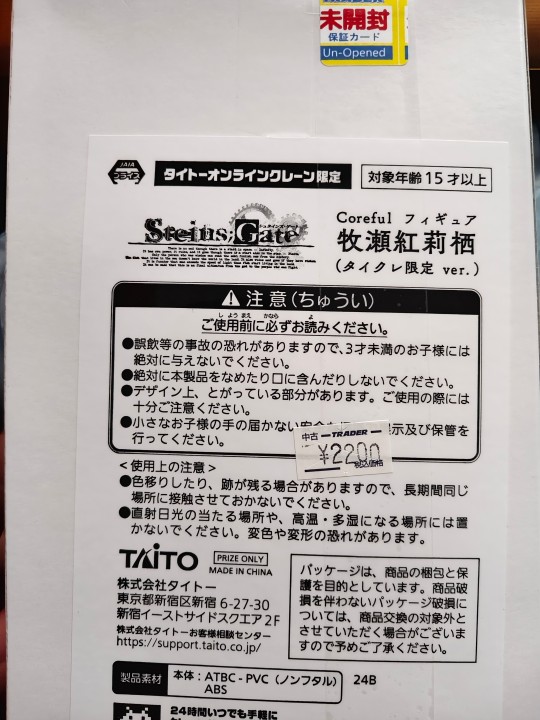 未開封
保証カード
Un-Opened
JAIA
プライズ
タイトーオンラインクレーン限定
対象年齢15才以上
Steins;Gate
シュタインズ・ゲート
Coreful フィギュア
牧瀬紅莉栖
(タイクレ限定 ver.)
注意(ちゅうい)
ご使用前に必ずお読みください。
●誤飲等の事故の恐れがありますので、3才未満のお子様には
絶対に与えないでください。
●絶対に本製品をなめたり口に含んだりしないでください。
●デザイン上、とがっている部分があります。ご使用の際には
十分ご注意ください。
●小さなお子様の手の届かない安全な 示及び保管を
行ってください。
中古 TRADER
¥2200
税込価格
<使用上の注意>
●色移りしたり、跡が残る場合がありますので、長期間同じ
場所に接触させておかないでください。
●直射日光の当たる場所や、高温・多湿になる場所には置
かないでください。変色や変形の恐れがあります。
TAITO
PRIZE ONLY
MADE IN CHINA
株式会社タイトー
東京都新宿区新宿 6-27-30
新宿イーストサイドスクエア 2F
株式会社タイトーお客様相談センター
https://support.taito.co.jp/
パッケージは、商品の梱包と保
護を目的としています。商品破
損を伴わないパッケージ破損に
ついては、商品交換の対象外と
させていただく場合がございま
すので予めご了承ください。
製品素材
本体：ATBC-PVC（ノンフタル）
ABS
24B
24時間いつでも手軽に